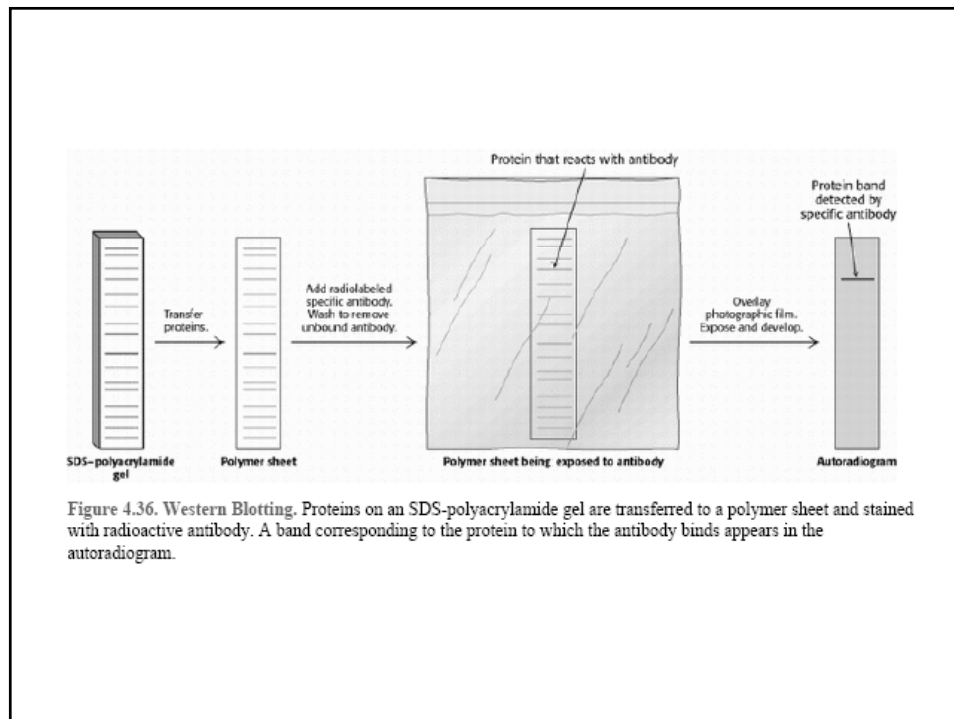 Protein that reacts with antibody
Protein band
detected by
specific antibody
Transfer
proteins.
Add radiolabeled
specific antibody.
Wash to remove
unbound antibody.
Overlay
photographic film.
Expose and develop.
SDS–polyacrylamide
gel
Polymer sheet
Polymer sheet being exposed to antibody
Autoradiogram
Figure 4.36. Western Blotting. Proteins on an SDS-polyacrylamide gel are transferred to a polymer sheet and stained
with radioactive antibody. A band corresponding to the protein to which the antibody binds appears in the
autoradiogram.